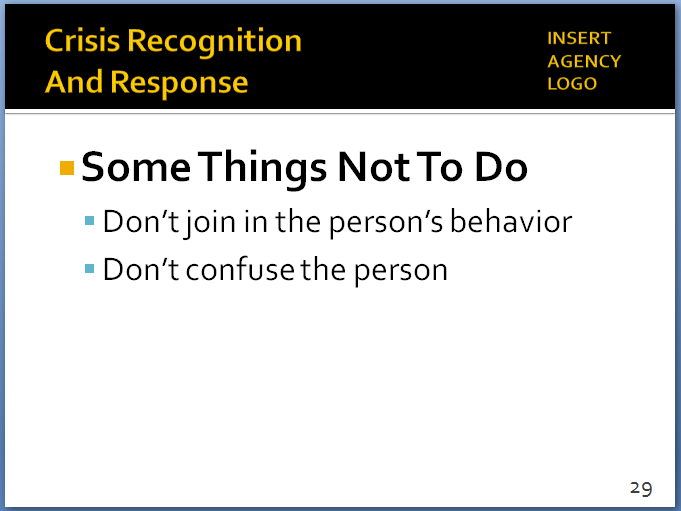 Crisis Recognition
And Response
INSERT
AGENCY
LOGO
Some Things Not To Do
Don’t join in the person’s behavior
Don’t confuse the person
29